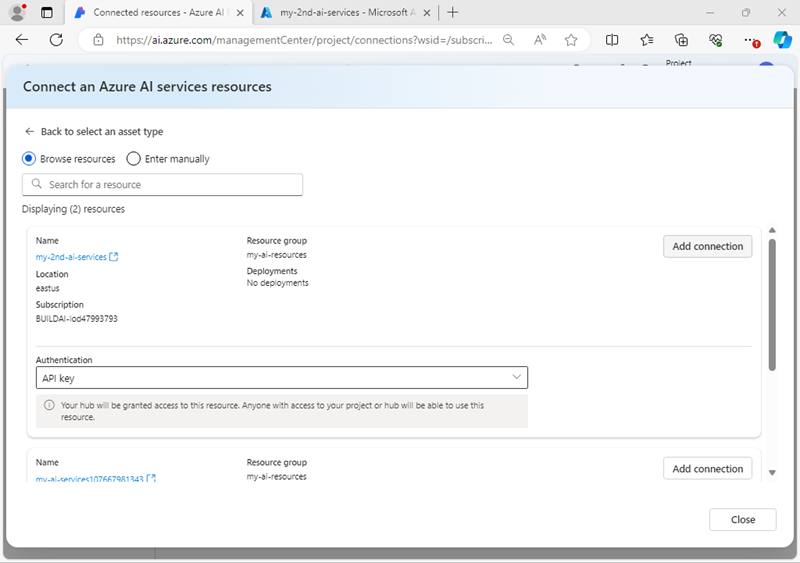 Connected resources - Azure AI
my-2nd-ai-services - Microsoft A
https://ai.azure.com/managementCenter/project/connections?wsid=/subscri...
Project
Connect an Azure AI services resources
Back to select an asset type
Browse resources
Enter manually
Search for a resource
Displaying (2) resources
Name
my-2nd-ai-services
Location
eastus
Subscription
BUILDAI-lod47993793
Resource group
my-ai-resources
Deployments
No deployments
Add connection
Authentication
API key
Your hub will be granted access to this resource. Anyone with access to your project or hub will be able to use this
resource.
Name
my-ai-services107667981343
Resource group
my-ai-resources
Add connection
Close